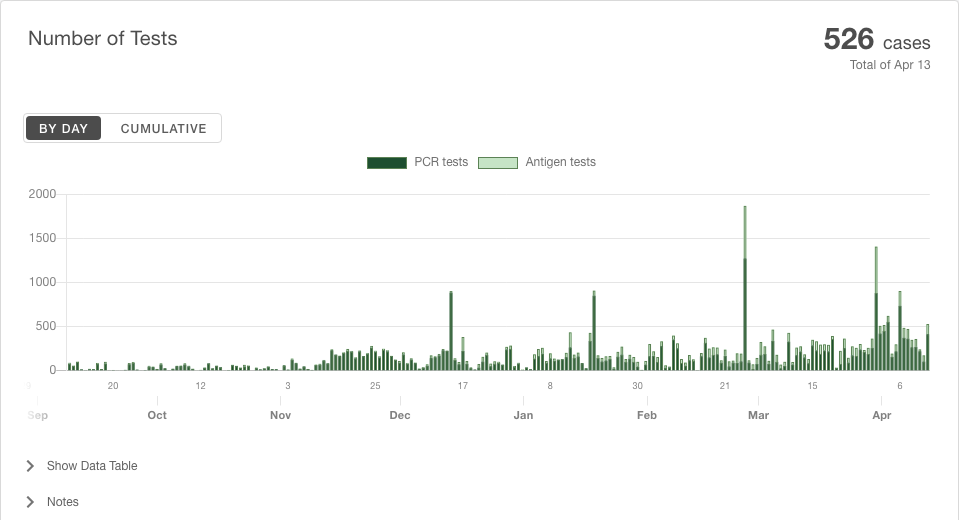 Number of Tests
526 cases
Total of Apr 13
BY DAY
CUMULATIVE
PCR tests
Antigen tests
2000
1500
1000
500
0
20 12 3 25 17 8 30 21 15 6
Sep Oct Nov Dec Jan Feb Mar Apr
Show Data Table
Notes